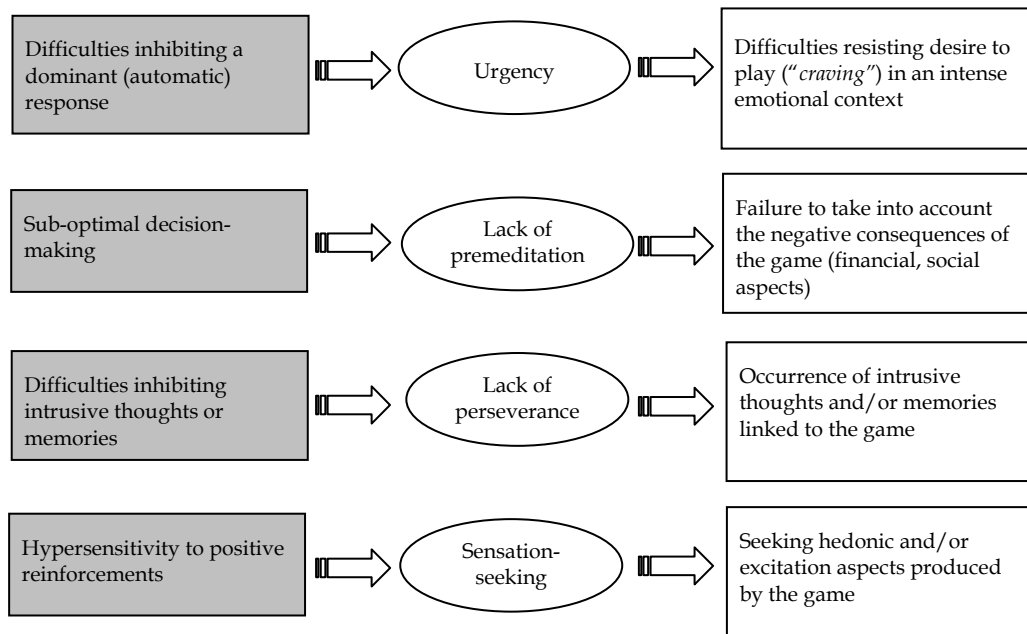 Difficulties inhibiting a
dominant (automatic)
response
Urgency
Difficulties resisting desire to
play (“craving”) in an intense
emotional context
Sub-optimal decision-
making
Lack of
premeditation
Failure to take into account
the negative consequences of
the game (financial, social
aspects)
Difficulties inhibiting
intrusive thoughts or
memories
Lack of
perseverance
Occurrence of intrusive
thoughts and/or memories
linked to the game
Hypersensitivity to positive
reinforcements
Sensation-
seeking
Seeking hedonic and/or
excitation aspects produced
by the game